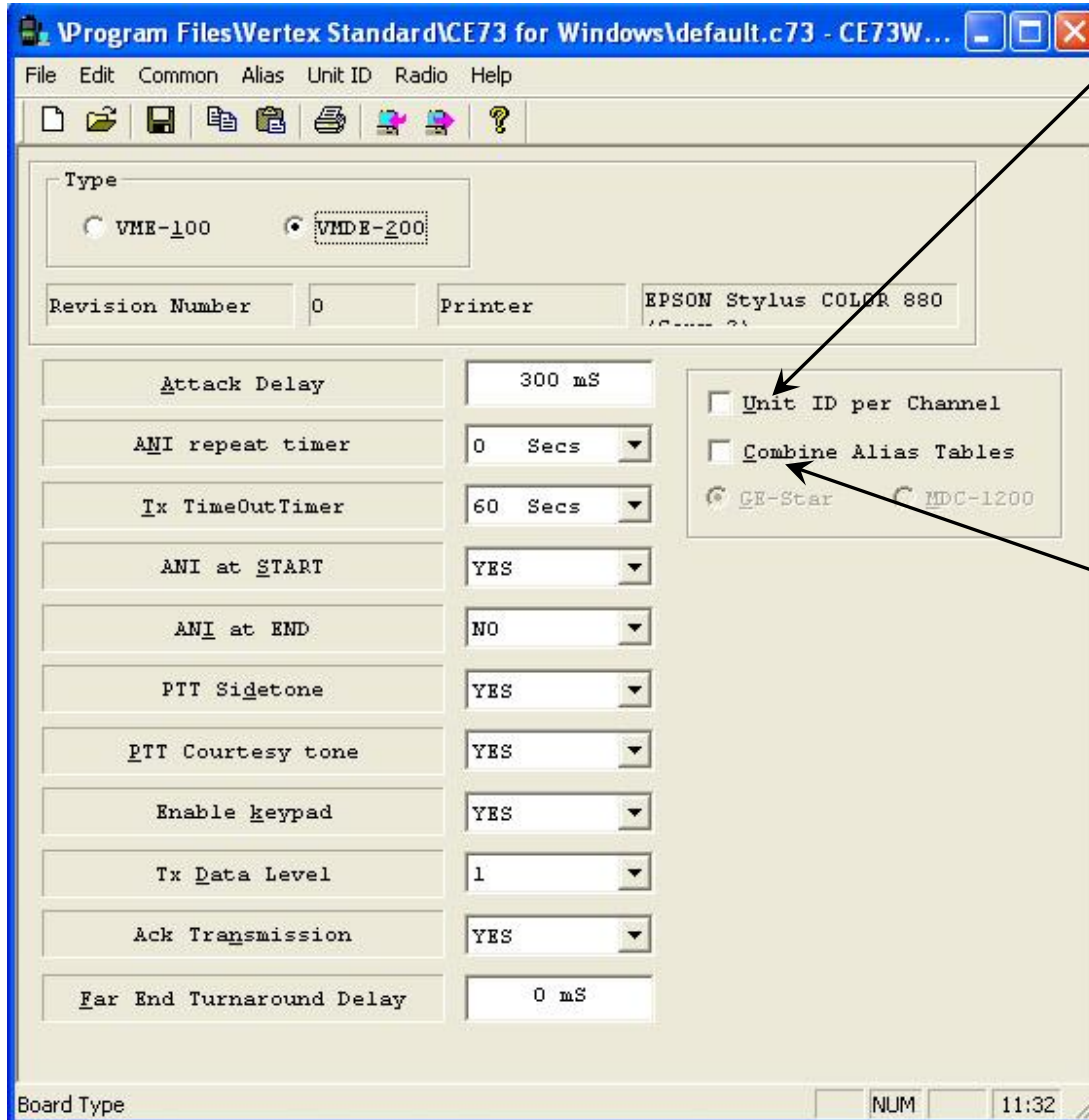 \Program Files\Vertex Standard\CE73 for Windows\default.c73 - CE73W...
File Edit Common Alias Unit ID Radio Help
Type
VME-100 VMDE-200
Revision Number 0 Printer EPSON Stylus COLOR 880
Attack Delay 300 mS
Unit ID per Channel
ANI repeat timer 0 Secs
Combine Alias Tables
GE-Star MDC-1200
Tx TimeOutTimer 60 Secs
ANI at START YES
ANI at END NO
PTT Sidetone YES
PTT Courtesy tone YES
Enable keypad YES
Tx Data Level 1
Ack Transmission YES
Far End Turnaround Delay 0 mS
Board Type NUM 11:32